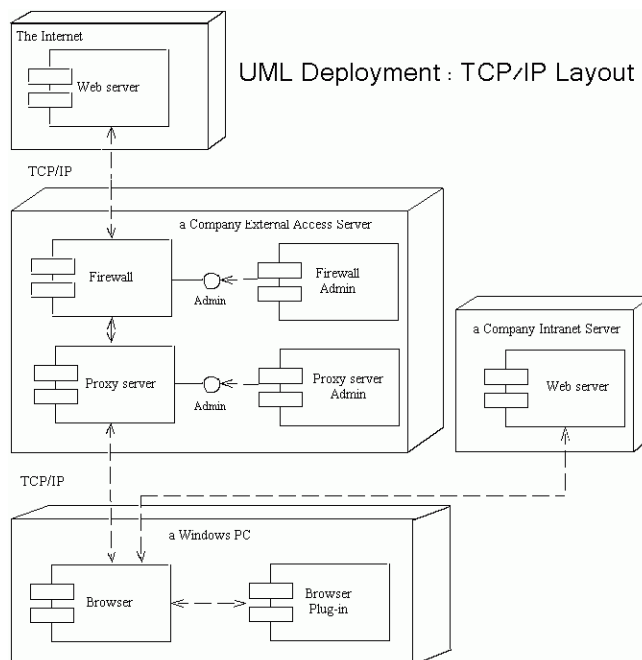 The Internet
Web server
UML Deployment : TCP/IP Layout
TCP/IP
a Company External Access Server
Firewall
Admin
Firewall
Admin
a Company Intranet Server
Web server
Proxy server
Admin
Proxy server
Admin
TCP/IP
a Windows PC
Browser
Browser
Plug-in